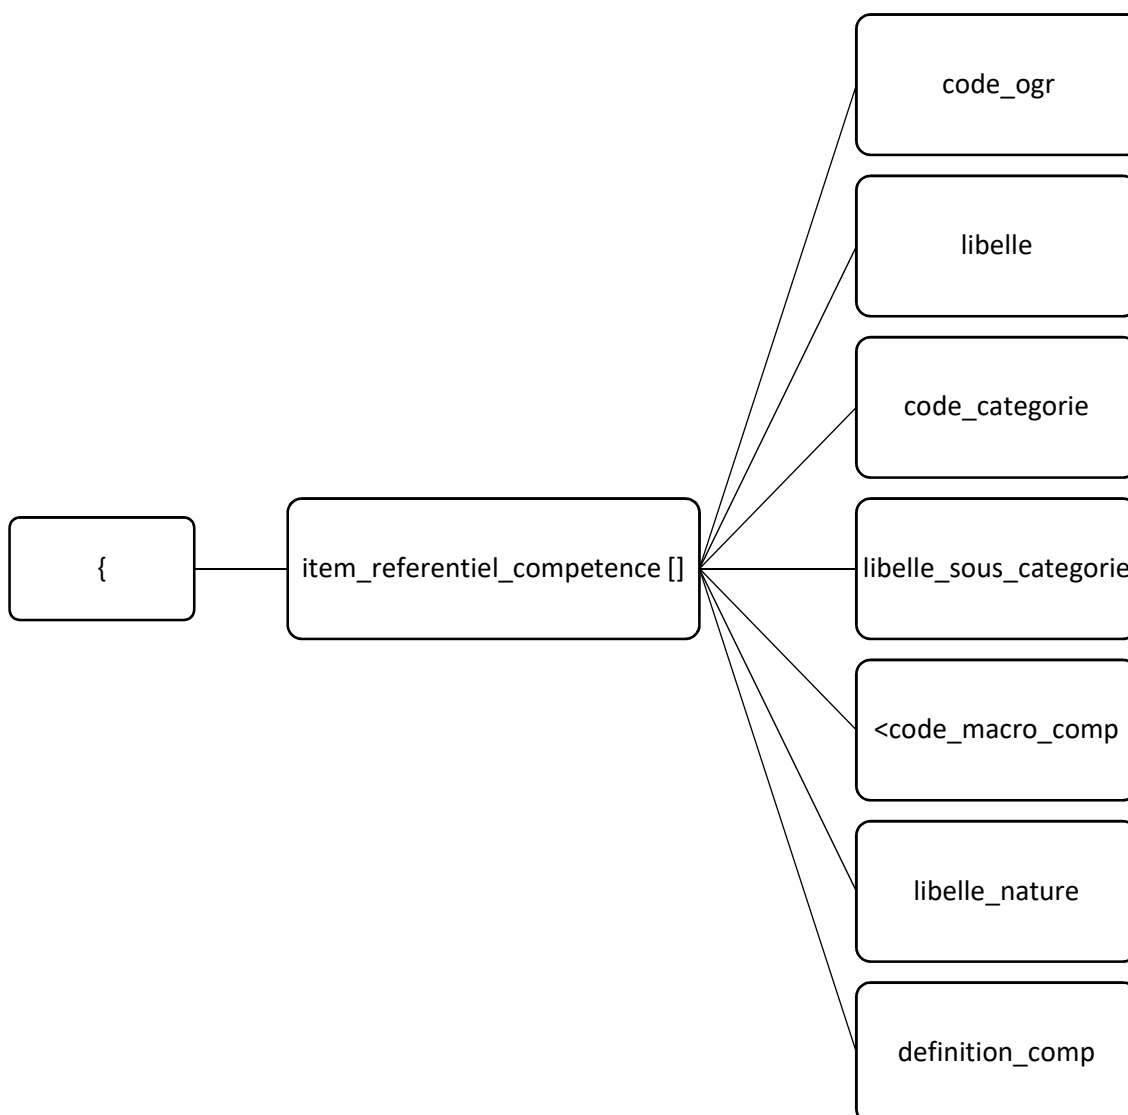 code_ogr
libelle
code_categorie
{
item_referentiel_competence []
libelle_sous_categorie
<code_macro_comp
libelle_nature
definition_comp